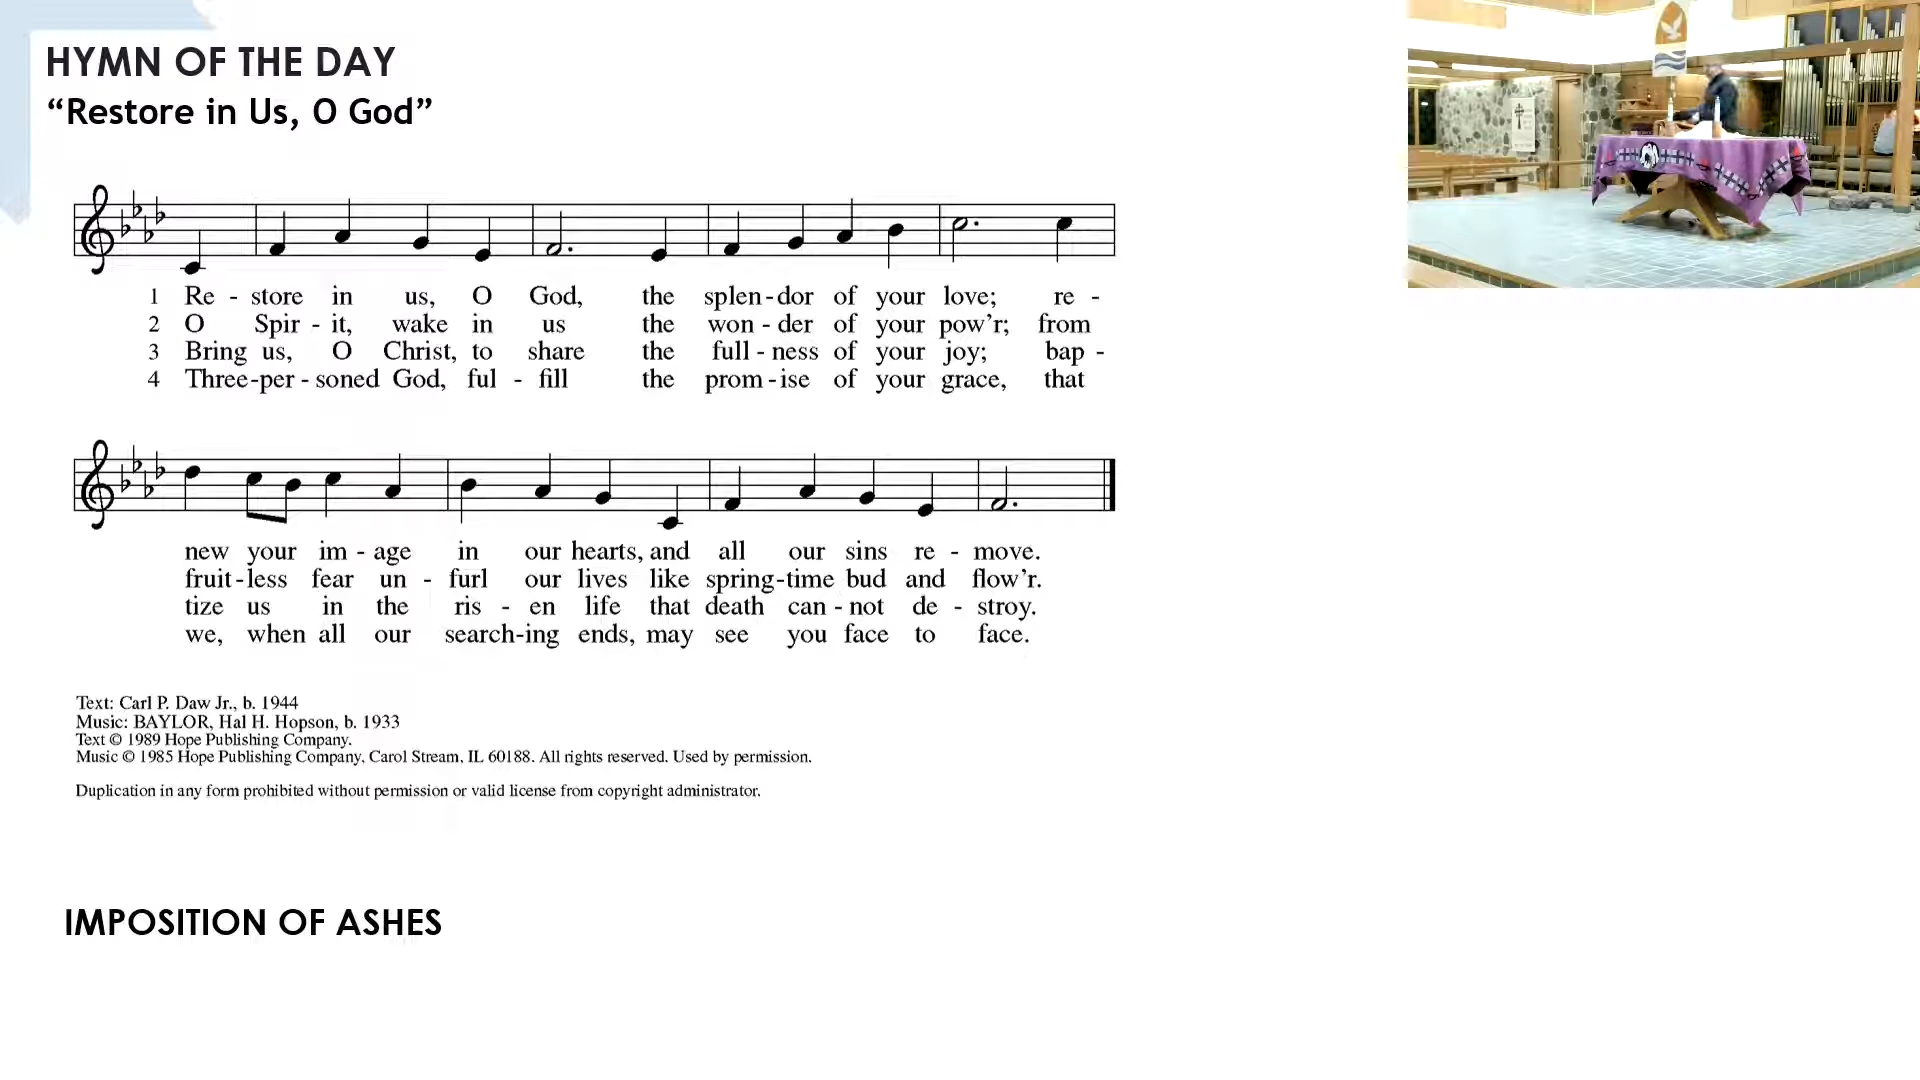 HYMN OF THE DAY
“Restore in Us, O God”
1 Re - store in us, O God, the splen - dor of your love; re -
2 O Spir - it, wake in us the won - der of your pow’r; from
3 Bring us, O Christ, to share the full - ness of your joy; bap -
4 Three - per - soned God, ful - fill the prom - ise of your grace, that
new your im - age in our hearts, and all our sins re - move.
fruit - less fear un - furl our lives like spring - time bud and flow’r.
tize us in the ris - en life that death can - not de - stroy.
we, when all our search - ing ends, may see you face to face.
Text: Carl P. Daw Jr., b. 1944
Music: BAYLOR, Hal H. Hopson, b. 1933
Text © 1989 Hope Publishing Company.
Music © 1985 Hope Publishing Company, Carol Stream, IL 60188. All rights reserved. Used by permission.
Duplication in any form prohibited without permission or valid license from copyright administrator.
IMPOSITION OF ASHES